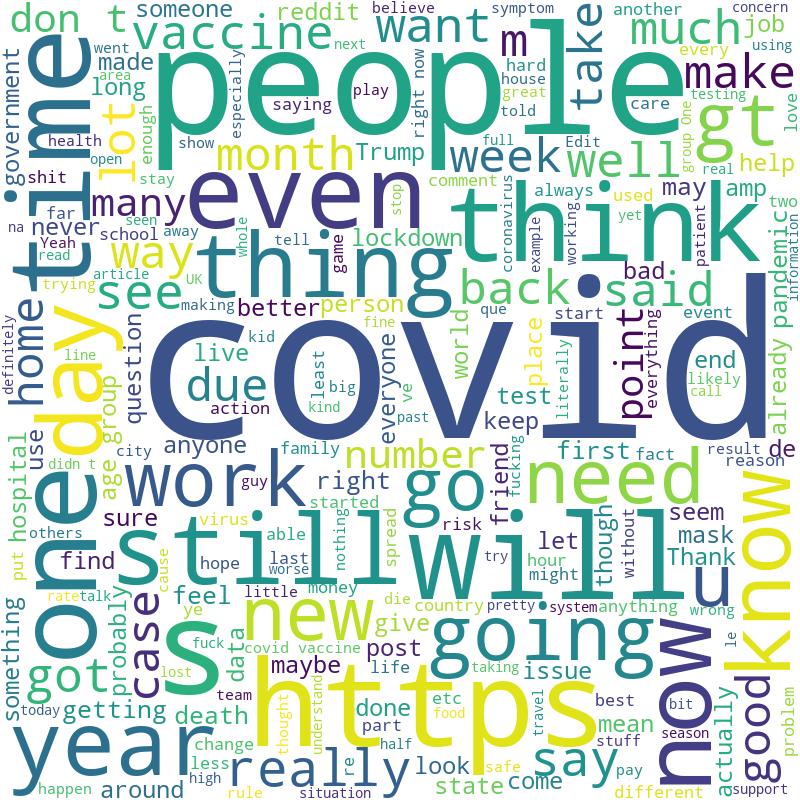 don t
someone
reddit
believe
symptom
another
concern
went
next
using
vaccine
want
m
take
much
job
made
area
people
hard
every
make
long
especially
play
house
care
testing
government
saying
right now
great
told
love
time
lot
enough
show
full
Edit
group One
gt
health
open
month
Trump
week
well
real
help
shit
stay
comment
stop
always
used
may
amp
two
far
many
even
think
yet
patient
na
never
seen
Yeah
school
away
whole
tell
game
lockdown
coronavirus
example
working
information
read
way
thing
back
said
bad
pandemic
trying
article
UK
see
making
better
person
que
start
event
definitely
home
day
kid
fine
world
covid
place
point
everything
already
line
question
live
least
big
everyone
ve
literally
end
likely
call
due
kind
past
test
action
keep
use
age group
city
anyone
family
number
friend
fucking
first
fact
result
reason
de
hospital
didn t
work
guy
right
go
need
know
others
one
started
put
sure
virus
able
nothing
spread
risk
let
hour
though
without
seem
mask
find
still
will
Thank
hope
last
worse
try
might
u
rate
talk
cause
feel
little
money
die
country
pretty
system
anything
wrong
something
probably
case
ye
new
give
going
le
got
fuck
data
covid vaccine
post
s
https
now
good
actually
lost
maybe
life
taking
issue
today
getting
death
team
thought
understand
done
etc
food
travel
best
mean
bit
problem
year
change
part
stuff
season
less
really
re
half
look
safe
say
pay
happen
around
high
rule
situation
state
come
different
support